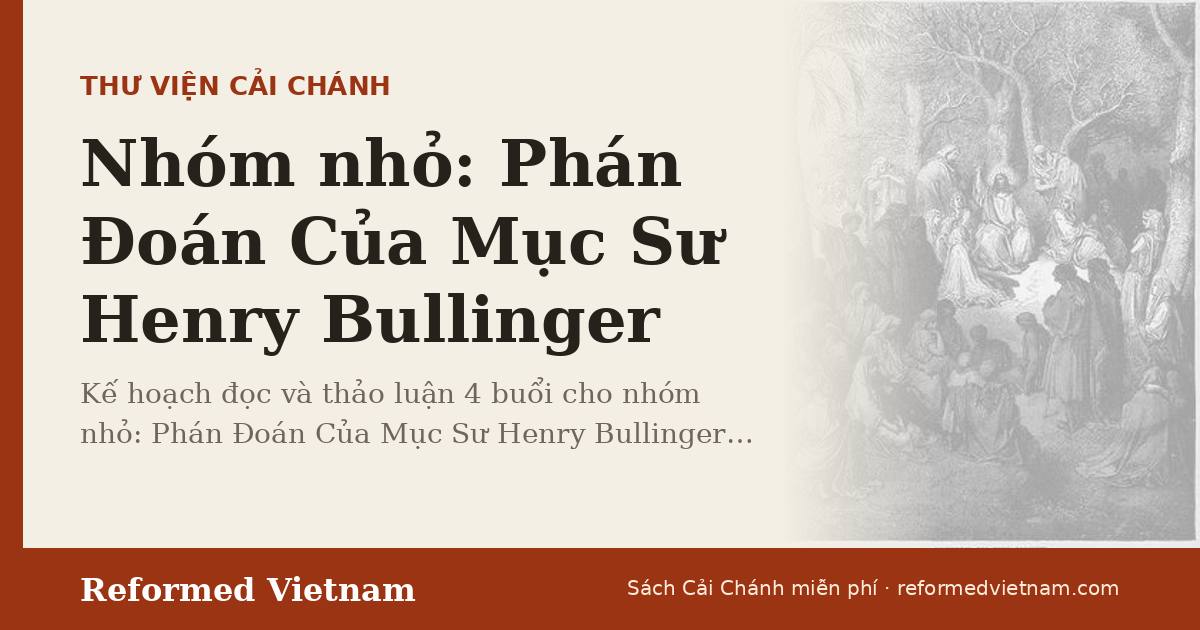 THƯ VIỆN CẢI CHÁNH
Nhóm nhỏ: Phán
Đoán Của Mục Sư
Henry Bullinger
Kế hoạch đọc và thảo luận 4 buổi cho nhóm
nhỏ: Phán Đoán Của Mục Sư Henry Bullinger…
Reformed Vietnam
Sách Cải Chánh miễn phí · reformedvietnam.com